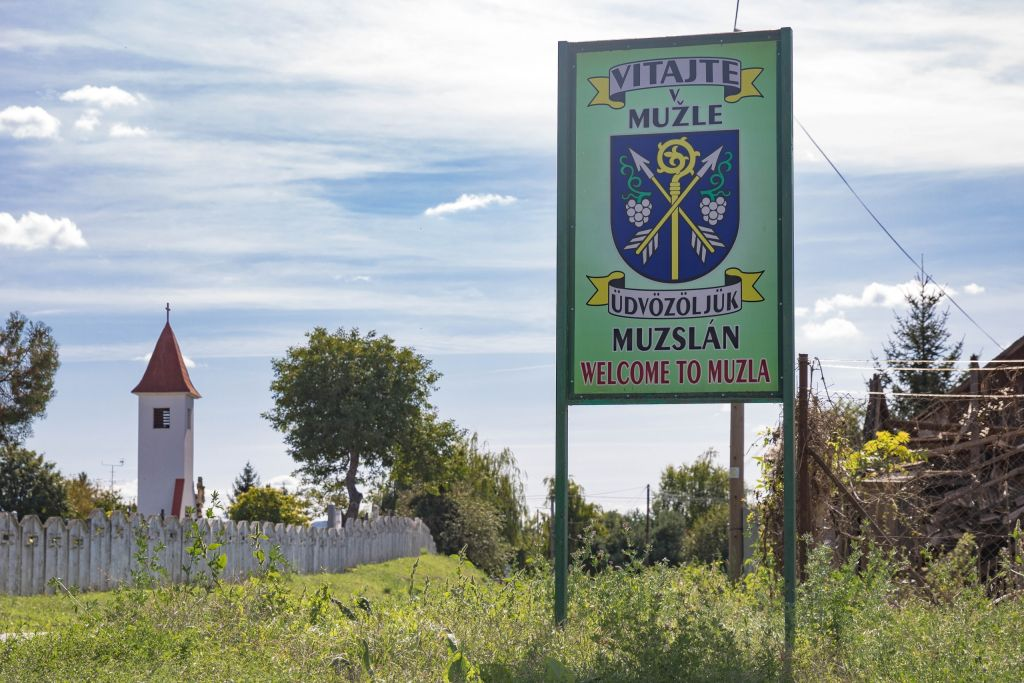 VITAJTE
v
MUŽLE
ÜDVÖZÖLJÜK
MUZSLÁN
WELCOME TO MUZLA